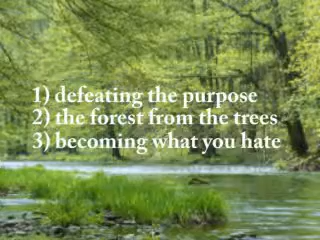 1) defeating the purpose
2) the forest from the trees
3) becoming what you hate